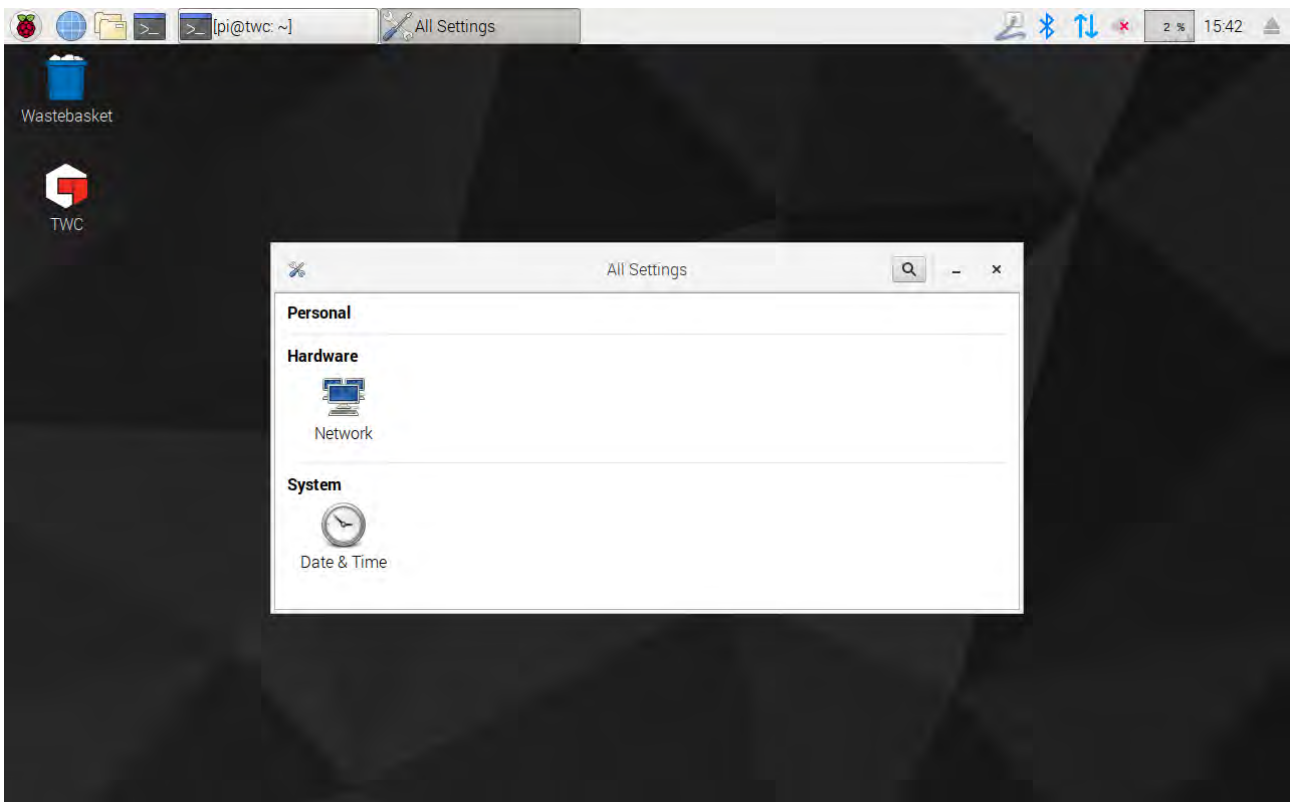 [pi@twc: ~] All Settings 2 % 15:42
Wastebasket
TWC
All Settings
Personal
Hardware
Network
System
Date & Time